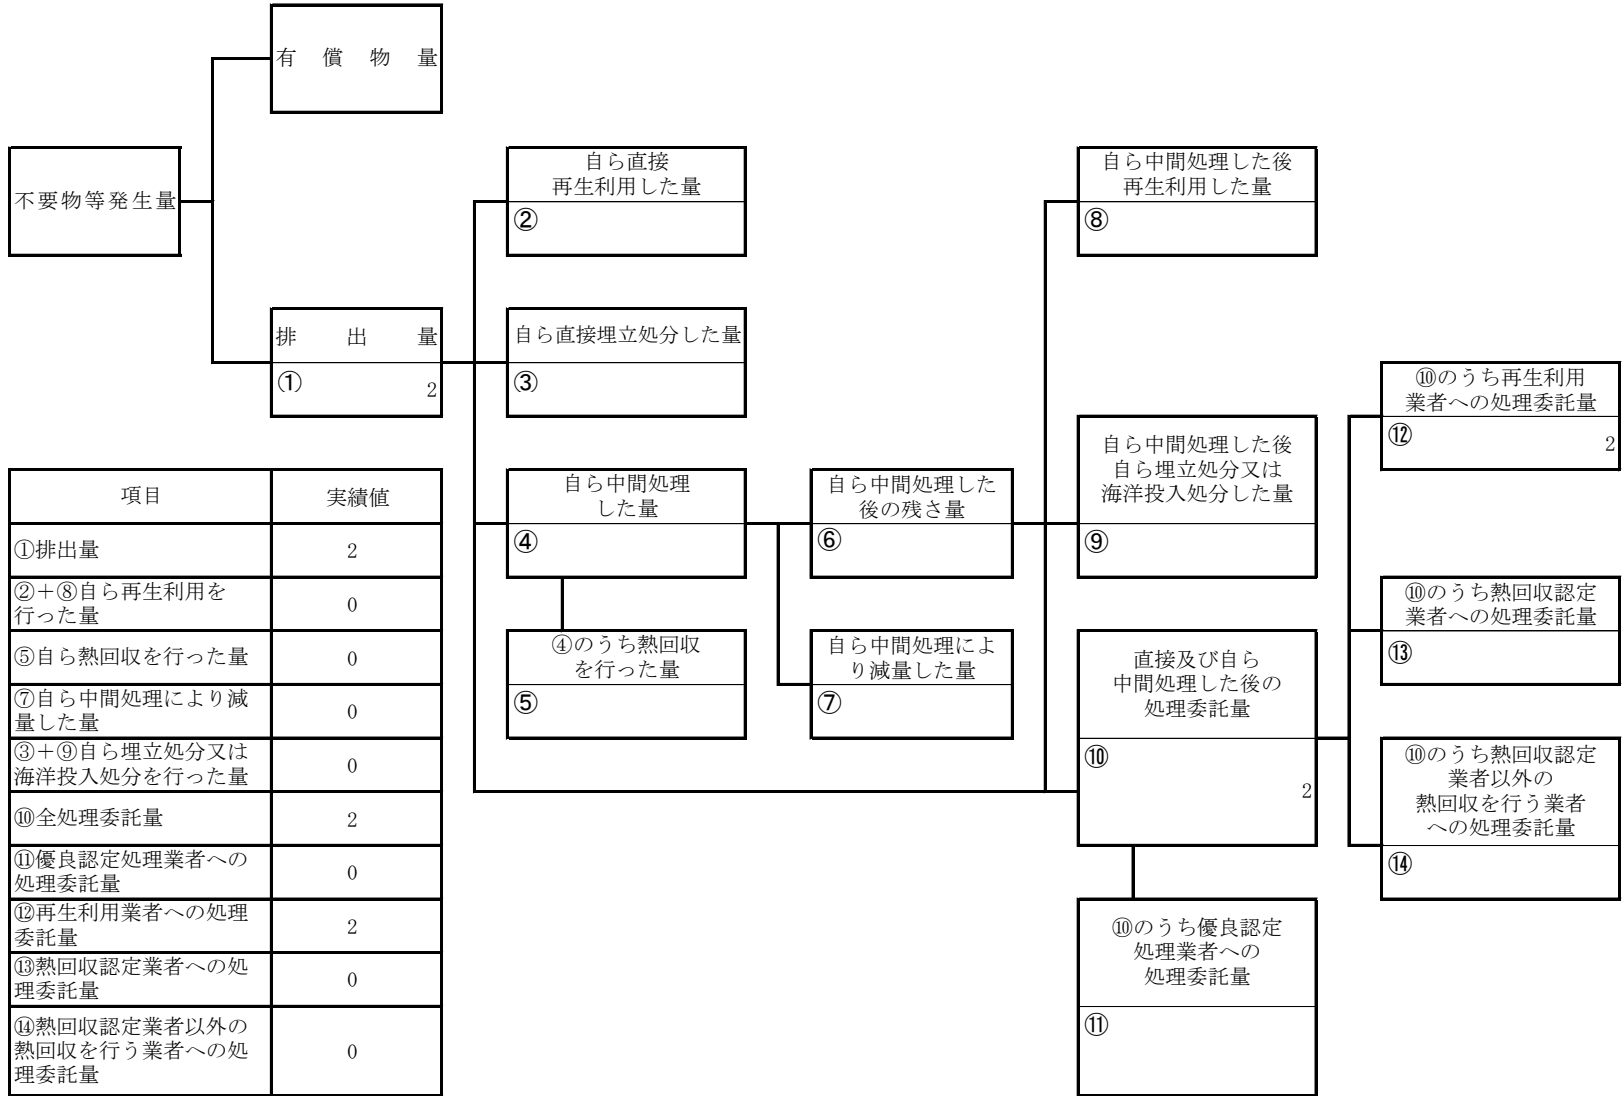 有償物量
不要物等発生量
排出量
①
2
自ら直接
再生利用した量
②
自ら直接埋立処分した量
③
自ら中間処理
した量
④
④のうち熱回収
を行った量
⑤
自ら中間処理した
後の残さ量
⑥
自ら中間処理によ
り減量した量
⑦
自ら中間処理した後
再生利用した量
⑧
自ら中間処理した後
自ら埋立処分又は
海洋投入処分した量
⑨
直接及び自ら
中間処理した後の
処理委託量
⑩
2
⑩のうち優良認定
処理業者への
処理委託量
⑪
⑩のうち再生利用
業者への処理委託量
⑫
2
⑩のうち熱回収認定
業者への処理委託量
⑬
⑩のうち熱回収認定
業者以外の
熱回収を行う業者
への処理委託量
⑭
項目 実績値
①排出量 2
②+⑧自ら再生利用を
行った量 0
⑤自ら熱回収を行った量 0
⑦自ら中間処理により減
量した量 0
③+⑨自ら埋立処分又は
海洋投入処分を行った量 0
⑩全処理委託量 2
⑪優良認定処理業者への
処理委託量 0
⑫再生利用業者への処理
委託量 2
⑬熱回収認定業者への処
理委託量 0
⑭熱回収認定業者以外の
熱回収を行う業者への処
理委託量 0